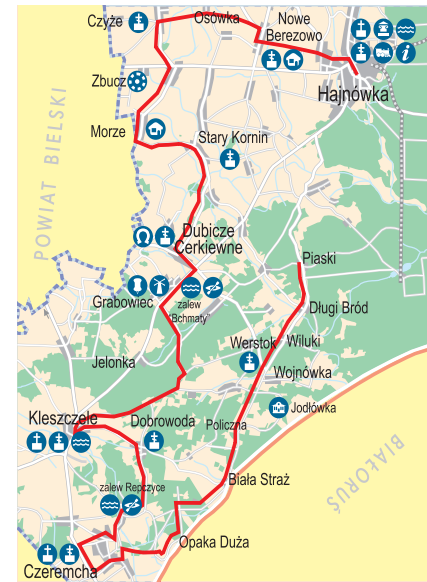 Czyże
Osówka
Nowe
Berezowo
Hajnówka
Zbucz
POWIAT BIELSKI
Morze
Stary Kornin
Dubicze
Cerkiewne
Piaski
Grabowiec
zalew
"Bchmaty"
Długi Bród
Jelonka
Werstok
Wiluki
Wojnówka
Jodłówka
Kleszczele
Dobrowoda
Policzna
BIAŁORUŚ
zalew Repczyce
Biała Straż
Opaka Duża
Czeremcha